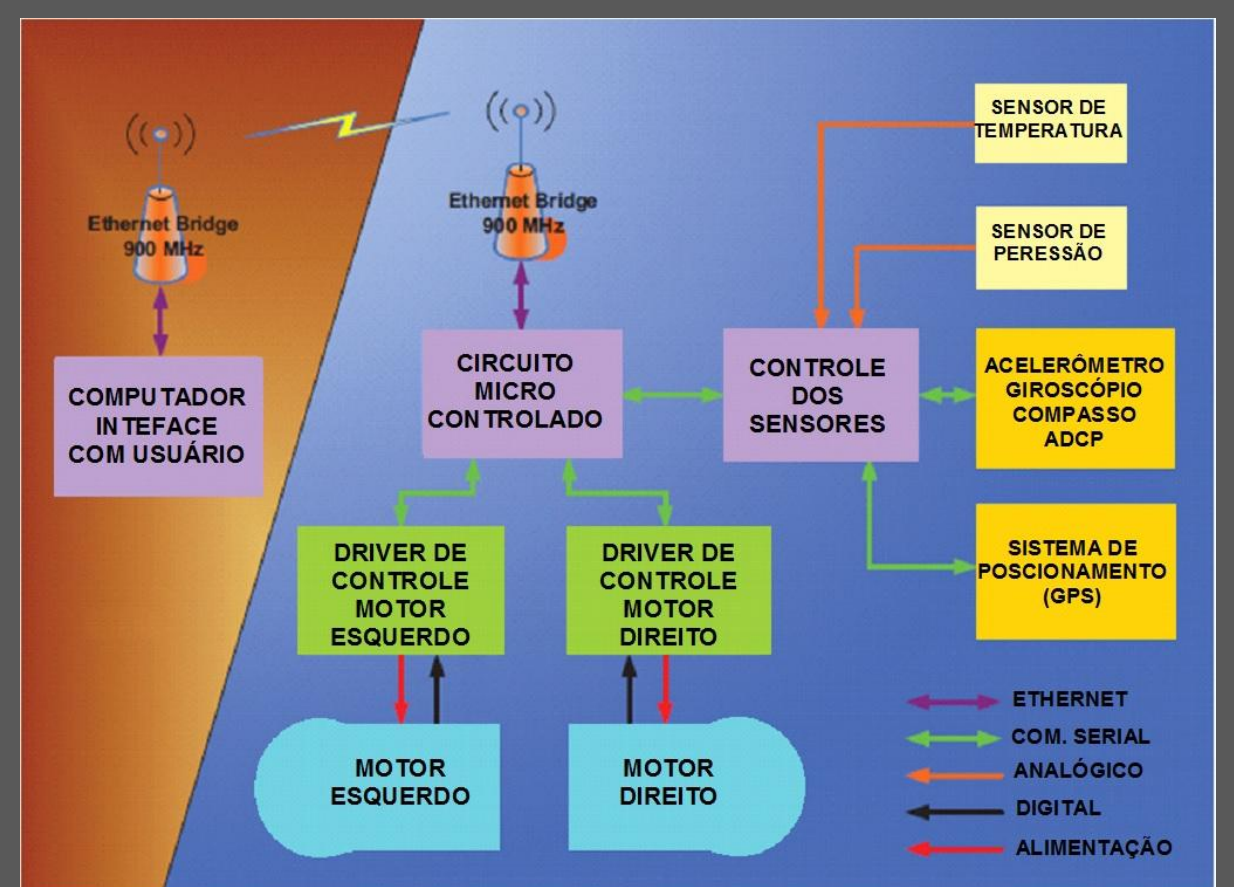 Ethernet Bridge
900 MHz
Ethernet Bridge
900 MHz
COMPUTADOR
INTEFACE
COM USUÁRIO
CIRCUITO
MICRO
CONTROLADO
CONTROLE
DOS
SENSORES
SENSOR DE
TEMPERATURA
SENSOR DE
PERESSÃO
ACELERÔMETRO
GIROSCÓPIO
COMPASSO
ADCP
SISTEMA DE
POSCIONAMENTO
(GPS)
DRIVER DE
CONTROLE
MOTOR
ESQUERDO
DRIVER DE
CONTROLE
MOTOR
DIREITO
MOTOR
ESQUERDO
MOTOR
DIREITO
ETHERNET
COM. SERIAL
ANALÓGICO
DIGITAL
ALIMENTAÇÃO